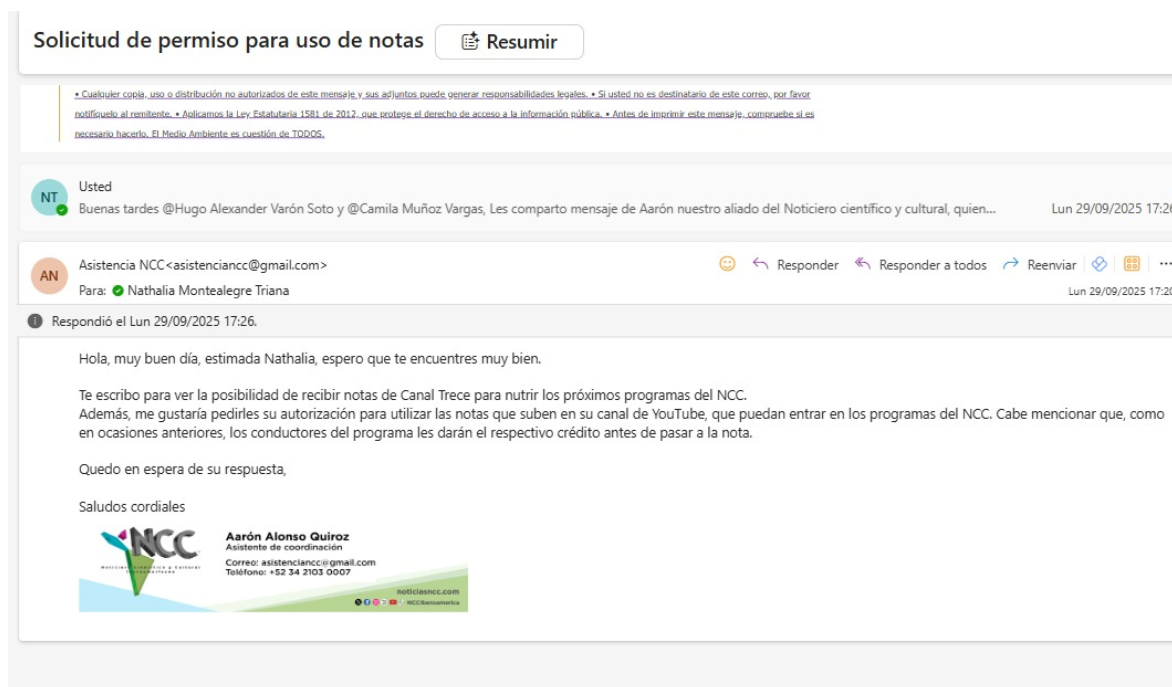 Solicitud de permiso para uso de notas
Resumir
• Cualquier copia, uso o distribución no autorizados de este mensaje y sus adjuntos puede generar responsabilidades legales. • Si usted no es destinatario de este correo, por favor
notifíquelo al remitente. • Aplicamos la Ley Estatutaria 1581 de 2012, que protege el derecho de acceso a la información pública. • Antes de imprimir este mensaje, compruebe si es
necesario hacerlo. El Medio Ambiente es cuestión de TODOS.
NT
Usted
Buenas tardes @Hugo Alexander Varón Soto y @Camila Muñoz Vargas, Les comparto mensaje de Aarón nuestro aliado del Noticiero científico y cultural, quien...
Lun 29/09/2025 17:26
AN
Asistencia NCC<asistenciancc@gmail.com>
Responder
Responder a todos
Reenviar
Para: Nathalia Montealegre Triana
Lun 29/09/2025 17:20
Respondió el Lun 29/09/2025 17:26.
Hola, muy buen día, estimada Nathalia, espero que te encuentres muy bien.
Te escribo para ver la posibilidad de recibir notas de Canal Trece para nutrir los próximos programas del NCC.
Además, me gustaría pedirles su autorización para utilizar las notas que suben en su canal de YouTube, que puedan entrar en los programas del NCC. Cabe mencionar que, como
en ocasiones anteriores, los conductores del programa les darán el respectivo crédito antes de pasar a la nota.
Quedo en espera de su respuesta,
Saludos cordiales
NCC
Aarón Alonso Quiroz
Asistente de coordinación
Correo: asistenciancc@gmail.com
Teléfono: +52 34 2103 0007
noticiasncc.com
NCCIberoamerica